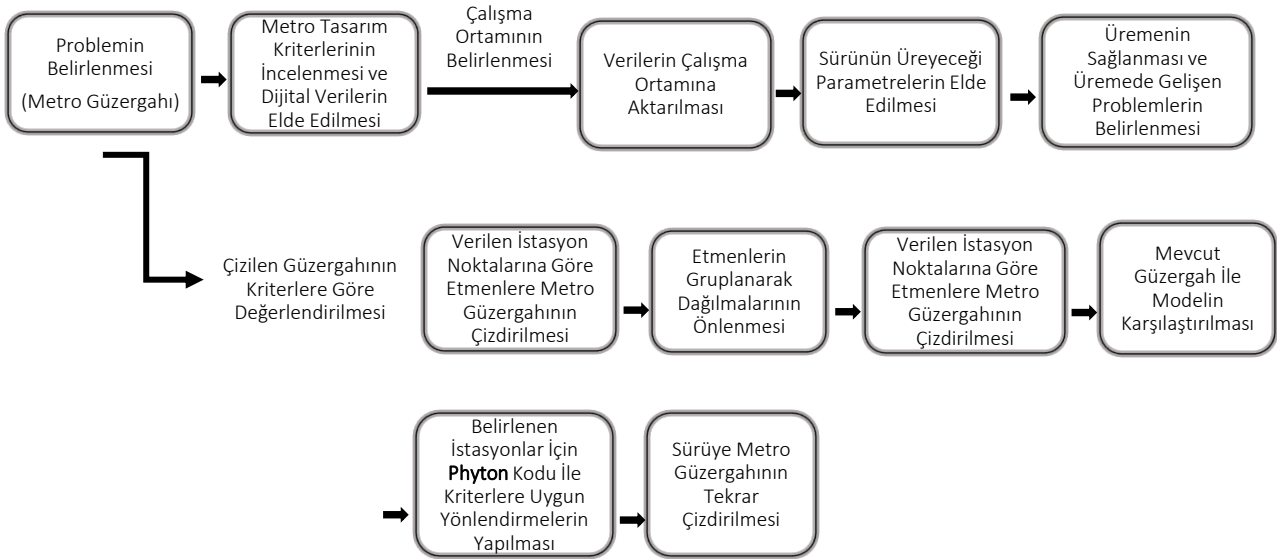 Problemin
Belirlenmesi
(Metro Güzergahı)
Metro Tasarım
Kriterlerinin
İncelenmesi ve
Dijital Verilerin
Elde Edilmesi
Çalışma
Ortamının
Belirlenmesi
Verilerin Çalışma
Ortamına
Aktarılması
Sürünün Üreyeceği
Parametrelerin Elde
Edilmesi
Üremenin
Sağlanması ve
Üremede Gelişen
Problemlerin
Belirlenmesi
Çizilen Güzergahının
Kriterlere Göre
Değerlendirilmesi
Verilen İstasyon
Noktalarına Göre
Etmenlere Metro
Güzergahının
Çizdirilmesi
Etmenlerin
Gruplanarak
Dağılmalarının
Önlenmesi
Verilen İstasyon
Noktalarına Göre
Etmenlere Metro
Güzergahının
Çizdirilmesi
Mevcut
Güzergah İle
Modelin
Karşılaştırılması
Belirlenen
İstasyonlar İçin
Phyton Kodu İle
Kriterlere Uygun
Yönlendirmelerin
Yapılması
Sürüye Metro
Güzergahının
Tekrar
Çizdirilmesi